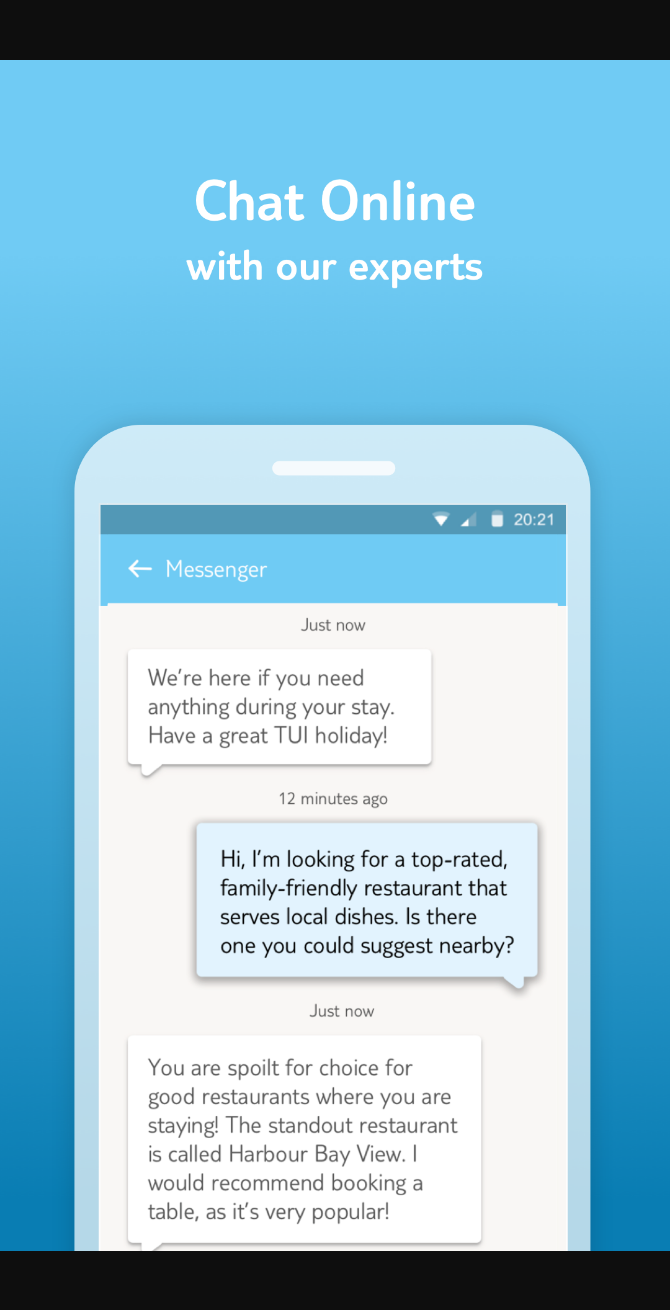 Chat Online
with our experts
20:21
Messenger
Just now
We're here if you need
anything during your stay.
Have a great TUI holiday!
12 minutes ago
Hi, I'm looking for a top-rated,
family-friendly restaurant that
serves local dishes. Is there
one you could suggest nearby?
Just now
You are spoilt for choice for
good restaurants where you are
staying! The standout restaurant
is called Harbour Bay View. I
would recommend booking a
table, as it's very popular!